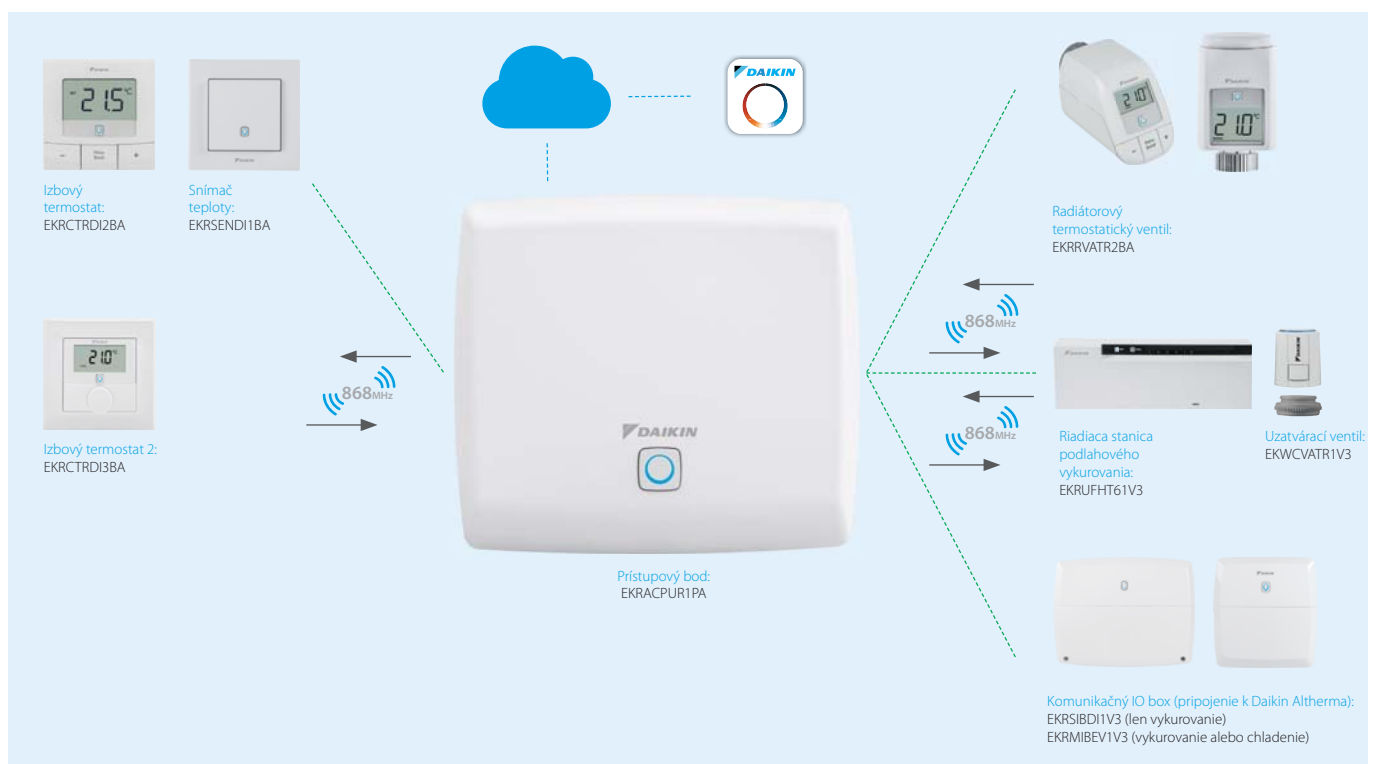 DAIKIN
21.5°C
Izbový
termostat:
EKRCTRDI2BA
Snímač
teploty:
EKRSENDI1BA
21.0
Izbový termostat 2:
EKRCTRDI3BA
868MHz
DAIKIN
Prístupový bod:
EKRACPUR1PA
21.0
21.0
Radiátorový
termostatický ventil:
EKRRVATR2BA
868MHz
868MHz
DAIKIN
DAIKIN
Riadiaca stanica
podlahového
vykurovania:
EKRUFHT61V3
Uzatvárací ventil:
EKWCVATR1V3
Komunikačný IO box (pripojenie k Daikin Altherma):
EKRSIBDI1V3 (len vykurovanie)
EKRMIBEV1V3 (vykurovanie alebo chladenie)